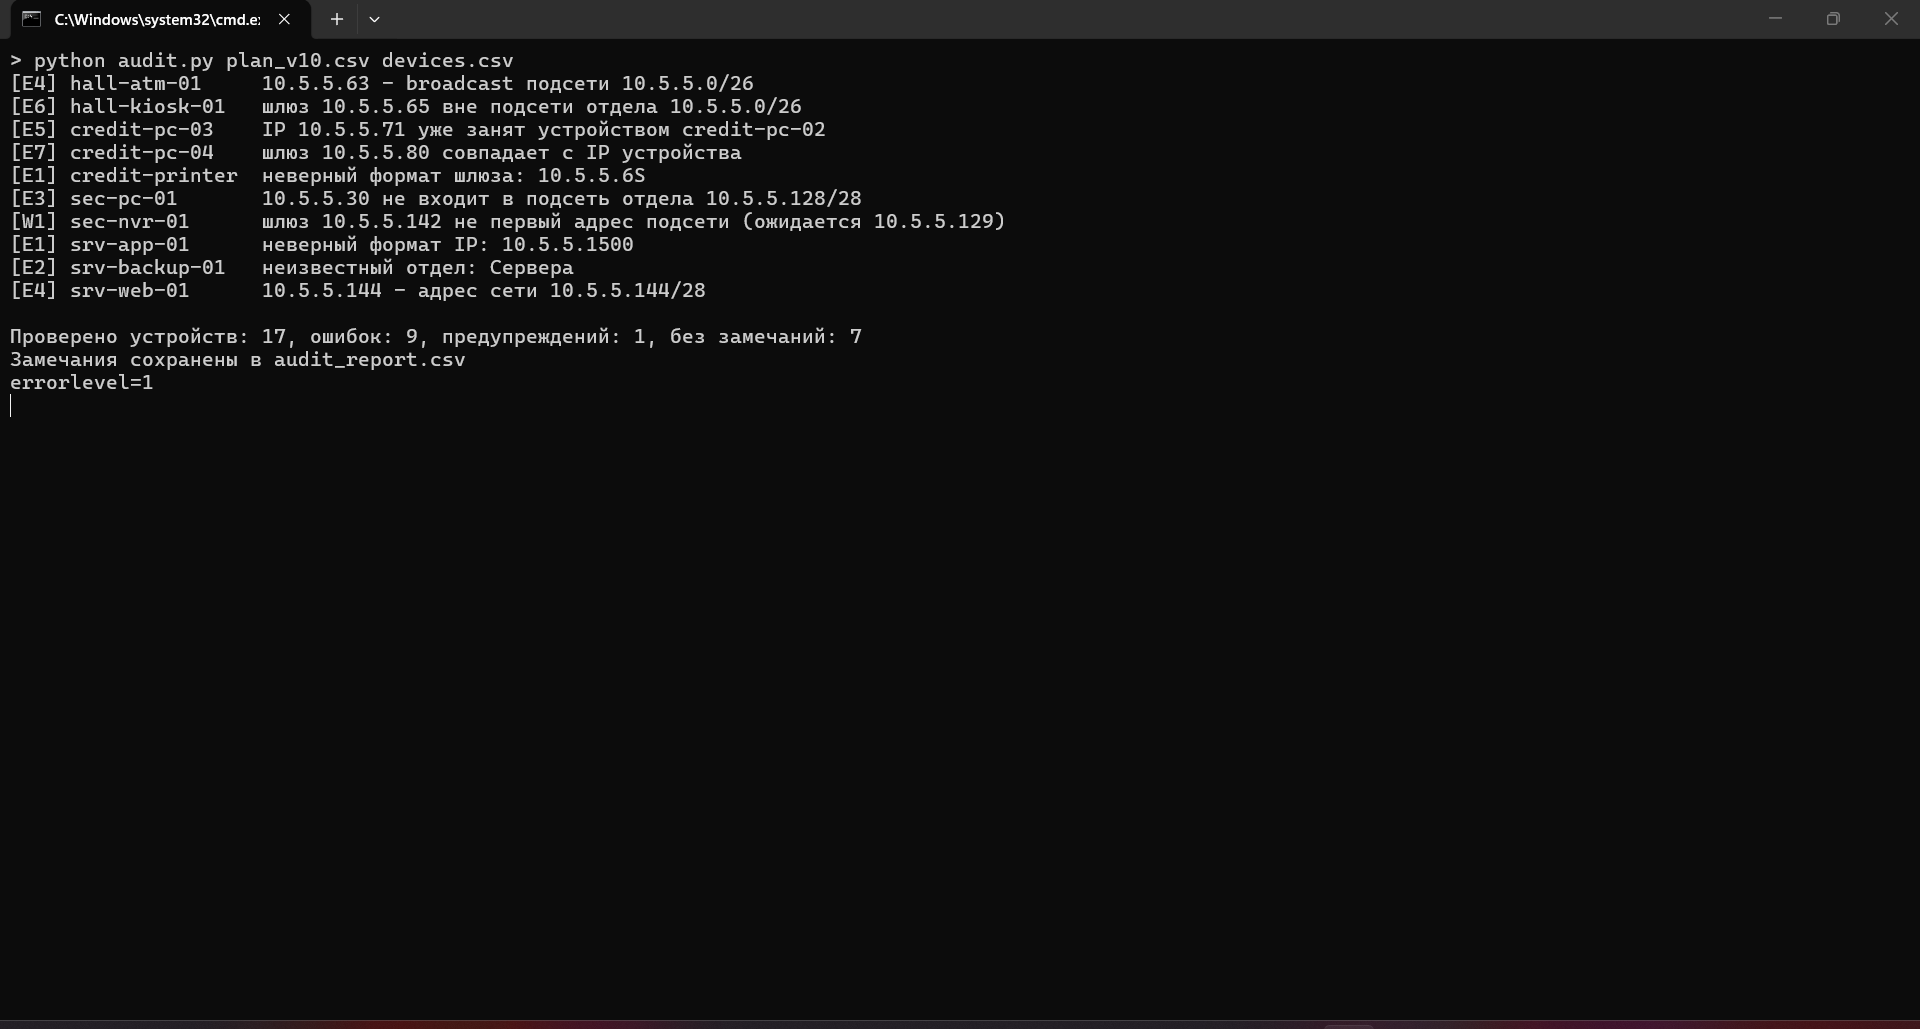 C:\Windows\system32\cmd.e:
> python audit.py plan_v10.csv devices.csv
[E4] hall-atm-01     10.5.5.63 - broadcast подсети 10.5.5.0/26
[E6] hall-kiosk-01   шлюз 10.5.5.65 вне подсети отдела 10.5.5.0/26
[E5] credit-pc-03    IP 10.5.5.71 уже занят устройством credit-pc-02
[E7] credit-pc-04    шлюз 10.5.5.80 совпадает с IP устройства
[E1] credit-printer  неверный формат шлюза: 10.5.5.6S
[E3] sec-pc-01       10.5.5.30 не входит в подсеть отдела 10.5.5.128/28
[W1] sec-nvr-01      шлюз 10.5.5.142 не первый адрес подсети (ожидается 10.5.5.129)
[E1] srv-app-01      неверный формат IP: 10.5.5.1500
[E2] srv-backup-01   неизвестный отдел: Сервера
[E4] srv-web-01      10.5.5.144 - адрес сети 10.5.5.144/28
Проверено устройств: 17, ошибок: 9, предупреждений: 1, без замечаний: 7
Замечания сохранены в audit_report.csv
errorlevel=1